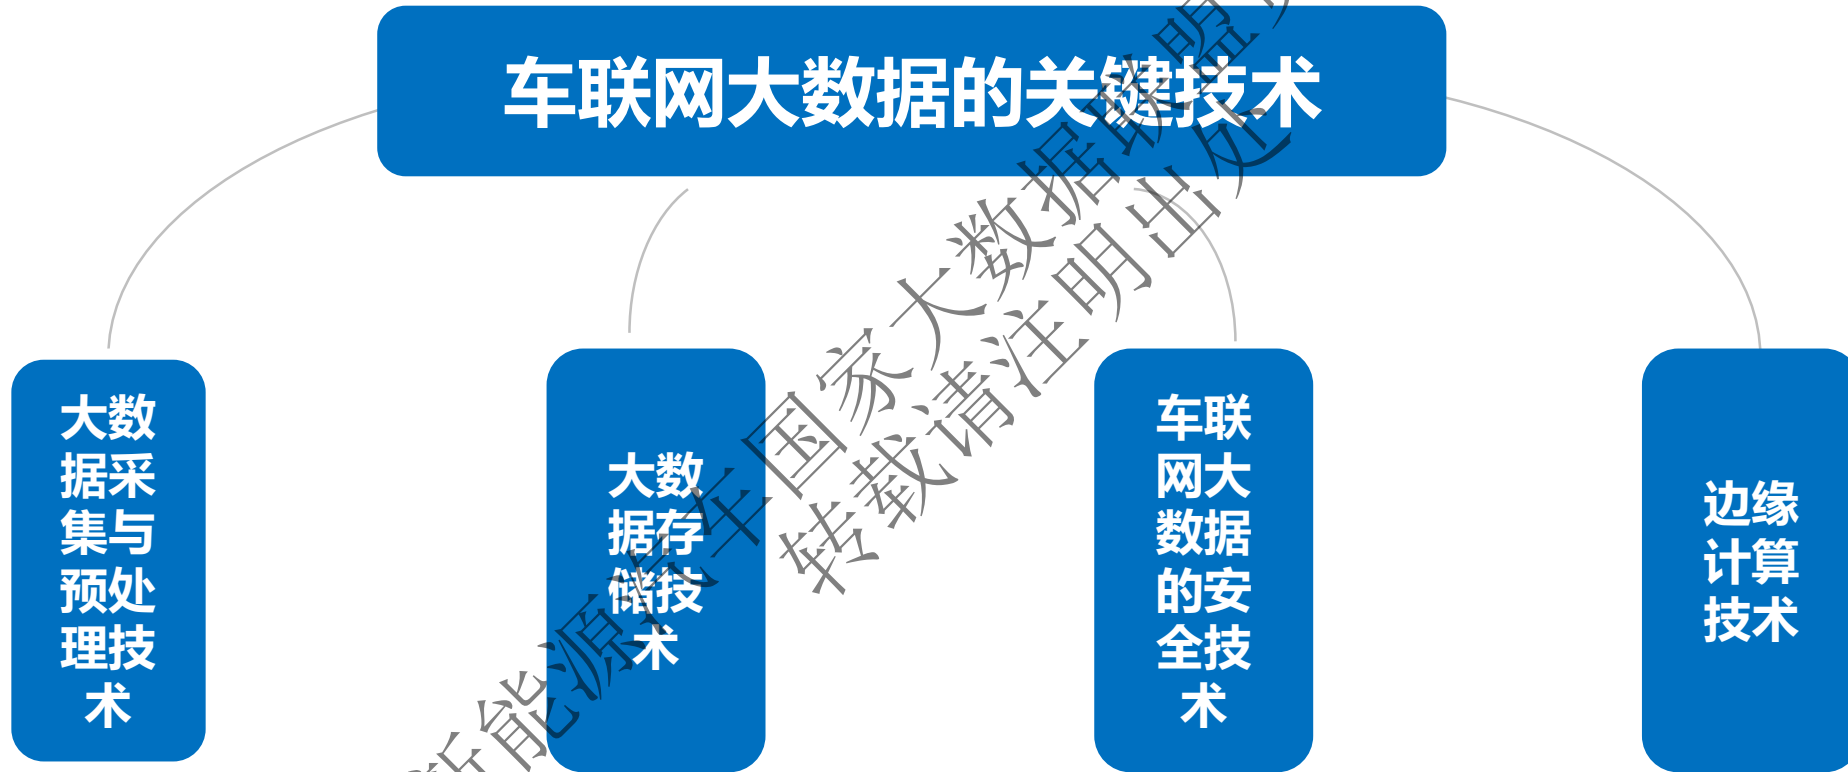 车联网大数据的关键技术
大数
据采
集与
预处
理技
术
大数
据存
储技
术
车联
网大
数据
的安
全技
术
边缘
计算
技术
新能源汽车国家大数据联盟
转载请注明出处